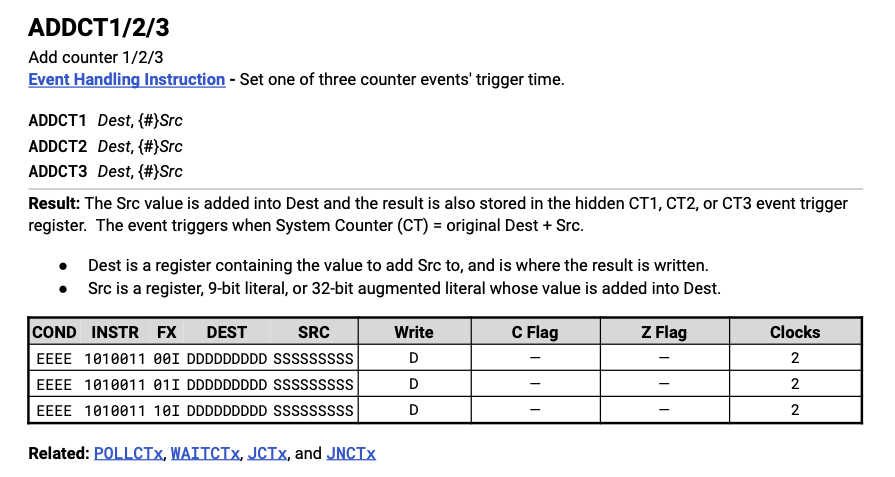 ADDCT1/2/3
Add counter 1/2/3
Event Handling Instruction - Set one of three counter events' trigger time.
ADDCT1 Dest, {#}Src
ADDCT2 Dest, {#}Src
ADDCT3 Dest, {#}Src
Result: The Src value is added into Dest and the result is also stored in the hidden CT1, CT2, or CT3 event trigger
register. The event triggers when System Counter (CT) = original Dest + Src.
● Dest is a register containing the value to add Src to, and is where the result is written.
● Src is a register, 9-bit literal, or 32-bit augmented literal whose value is added into Dest.
COND INSTR FX DEST SRC Write C Flag Z Flag Clocks
EEEE 1010011 00I DDDDDDDDD SSSSSSSSS D — — 2
EEEE 1010011 01I DDDDDDDDD SSSSSSSSS D — — 2
EEEE 1010011 10I DDDDDDDDD SSSSSSSSS D — — 2
Related: POLLCTx, WAITCTx, JCTx, and JNCTx